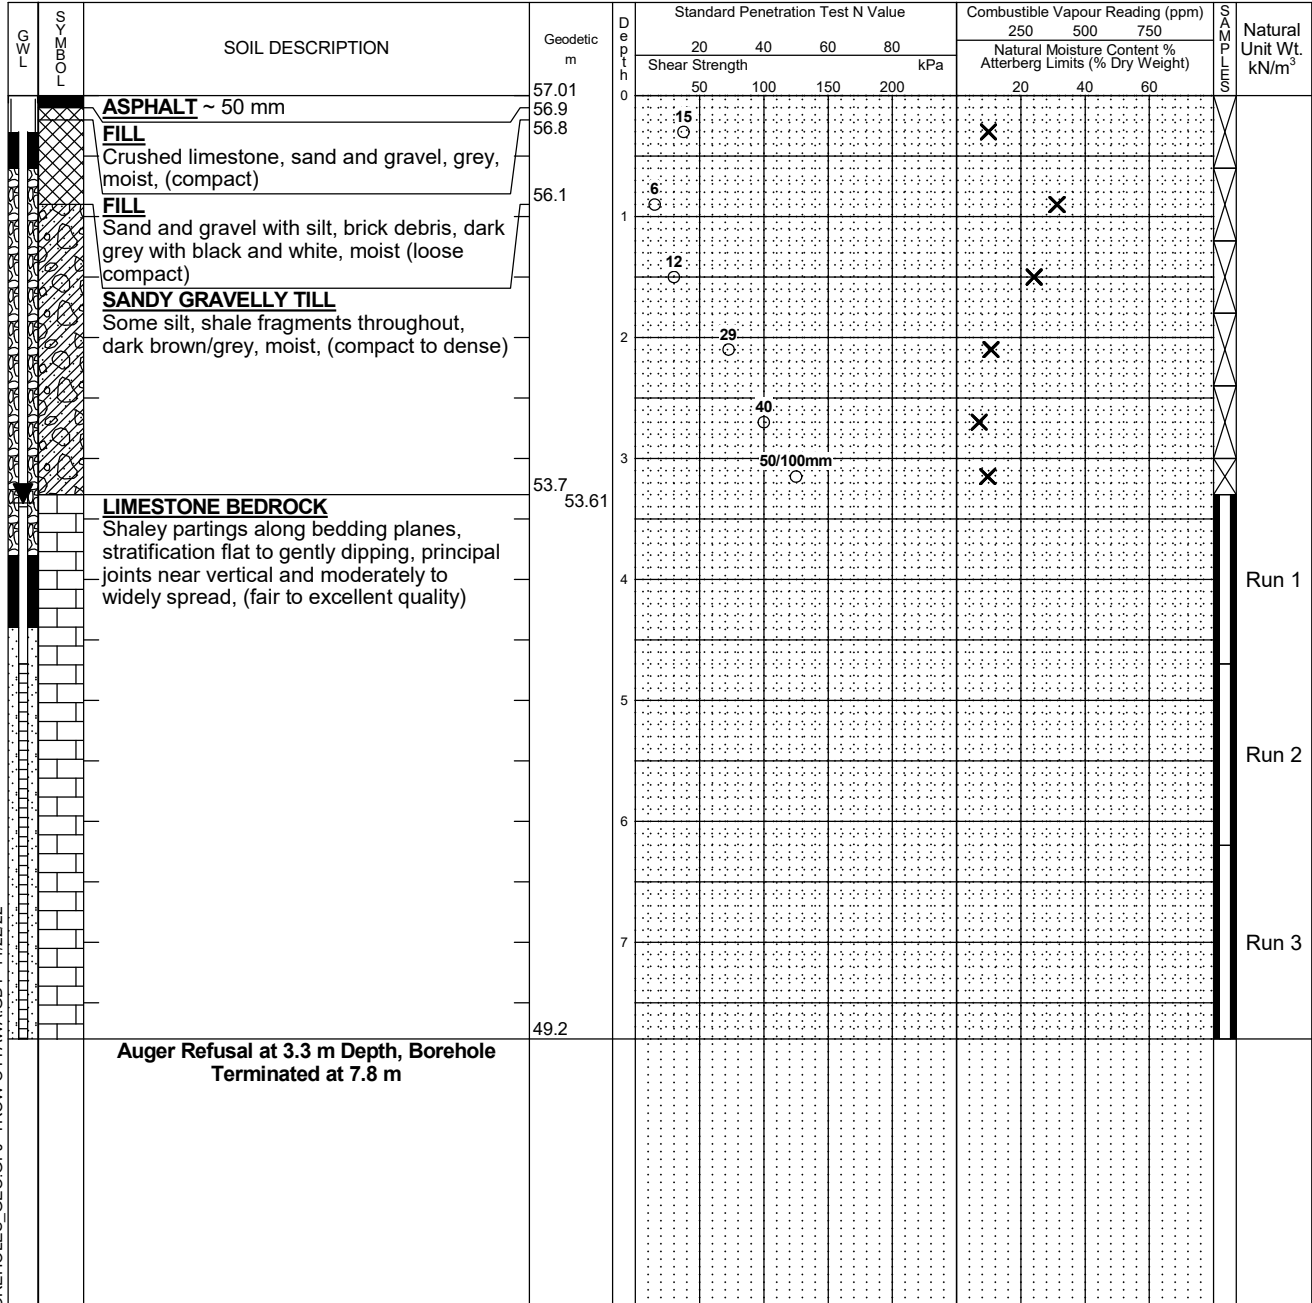 GWL
SYMBOL
SOIL DESCRIPTION
Geodetic
m
Depth
Standard Penetration Test N Value
20 40 60 80
Shear Strength kPa
50 100 150 200
Combustible Vapour Reading (ppm)
250 500 750
Natural Moisture Content %
Atterberg Limits (% Dry Weight)
20 40 60
SAMPLES
Natural
Unit Wt.
kN/m³
57.01
0
ASPHALT ~ 50 mm
56.9
FILL
56.8
Crushed limestone, sand and gravel, grey,
moist, (compact)
56.1
FILL
Sand and gravel with silt, brick debris, dark
grey with black and white, moist (loose
compact)
SANDY GRAVELLY TILL
Some silt, shale fragments throughout,
dark brown/grey, moist, (compact to dense)
53.7
53.61
LIMESTONE BEDROCK
Shaley partings along bedding planes,
stratification flat to gently dipping, principal
joints near vertical and moderately to
widely spread, (fair to excellent quality)
49.2
Auger Refusal at 3.3 m Depth, Borehole
Terminated at 7.8 m
15
6
1
12
2
29
40
3
50/100mm
4
Run 1
5
Run 2
6
7
Run 3